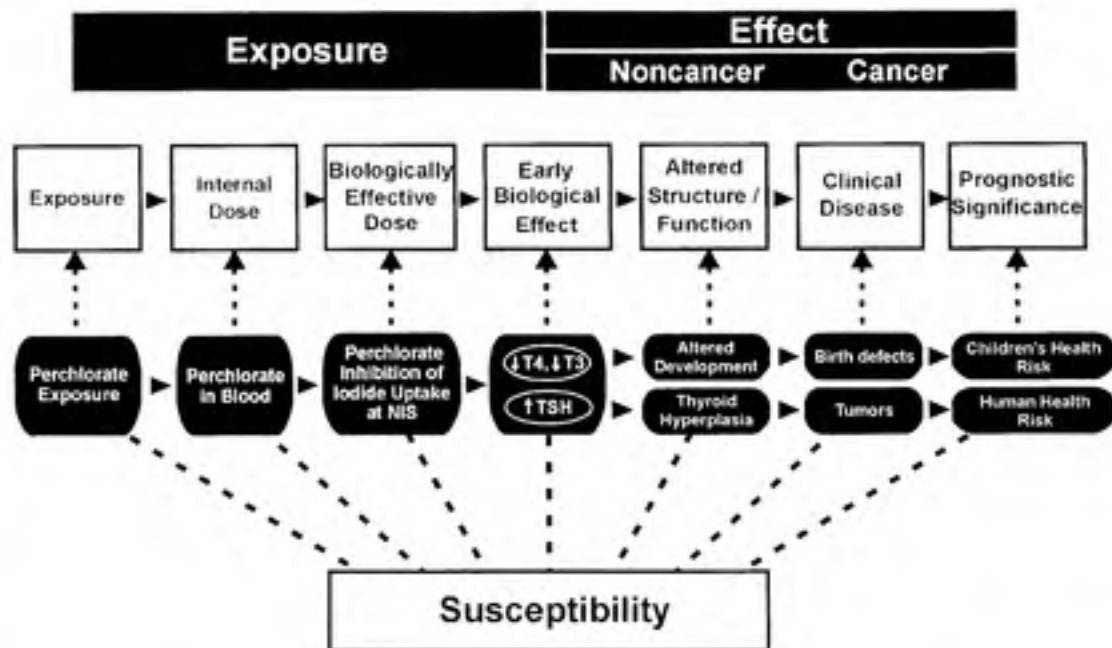 Exposure
Effect
Noncancer Cancer
Exposure
Internal
Dose
Biologically
Effective
Dose
Early
Biological
Effect
Altered
Structure /
Function
Clinical
Disease
Prognostic
Significance
Perchlorate
Exposure
Perchlorate
in Blood
Perchlorate
Inhibition of
Iodide Uptake
at NIS
↓T4, ↓T3
↑TSH
Altered
Development
Thyroid
Hyperplasia
Birth defects
Tumors
Children's Health
Risk
Human Health
Risk
Susceptibility